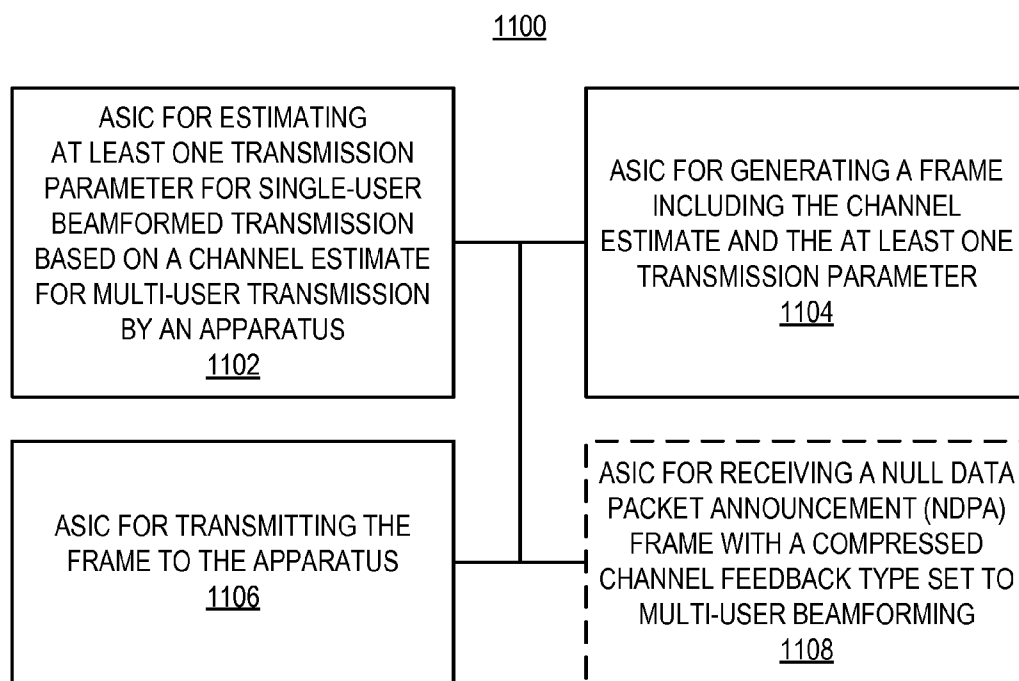 1100
ASIC FOR ESTIMATING
AT LEAST ONE TRANSMISSION
PARAMETER FOR SINGLE-USER
BEAMFORMED TRANSMISSION
BASED ON A CHANNEL ESTIMATE
FOR MULTI-USER TRANSMISSION
BY AN APPARATUS
1102
ASIC FOR GENERATING A FRAME
INCLUDING THE CHANNEL
ESTIMATE AND THE AT LEAST ONE
TRANSMISSION PARAMETER
1104
ASIC FOR TRANSMITTING THE
FRAME TO THE APPARATUS
1106
ASIC FOR RECEIVING A NULL DATA
PACKET ANNOUNCEMENT (NDPA)
FRAME WITH A COMPRESSED
CHANNEL FEEDBACK TYPE SET TO
MULTI-USER BEAMFORMING
1108